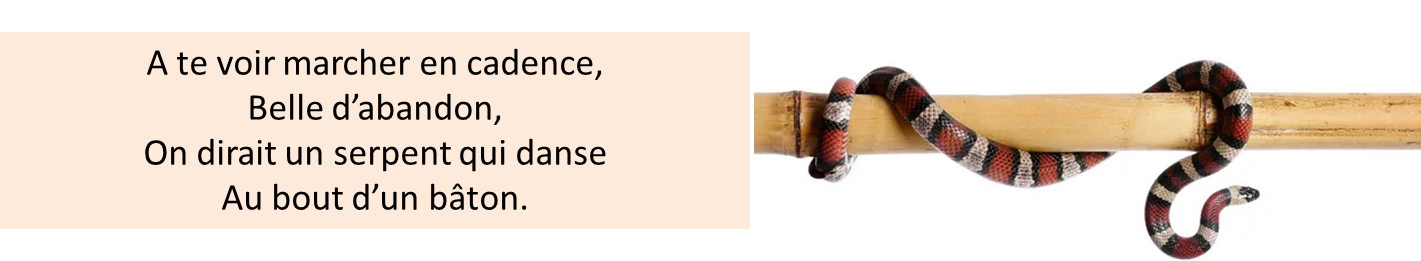 A te voir marcher en cadence,
Belle d’abandon,
On dirait un serpent qui danse
Au bout d’un bâton.